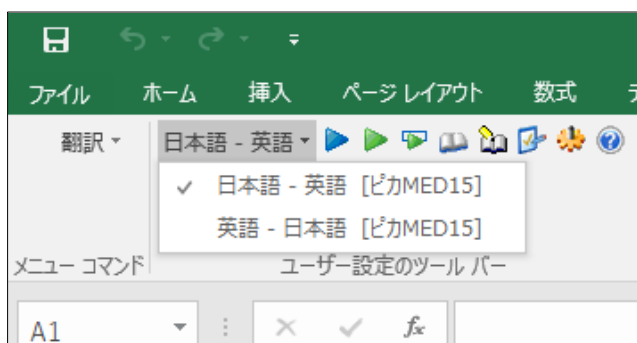 ファイル ホーム 挿入 ページ レイアウト 数式
翻訳 日本語 - 英語
日本語 - 英語 [ピカMED15]
英語 - 日本語 [ピカMED15]
メニュー コマンド ユーザー設定のツール バー
A1 fx